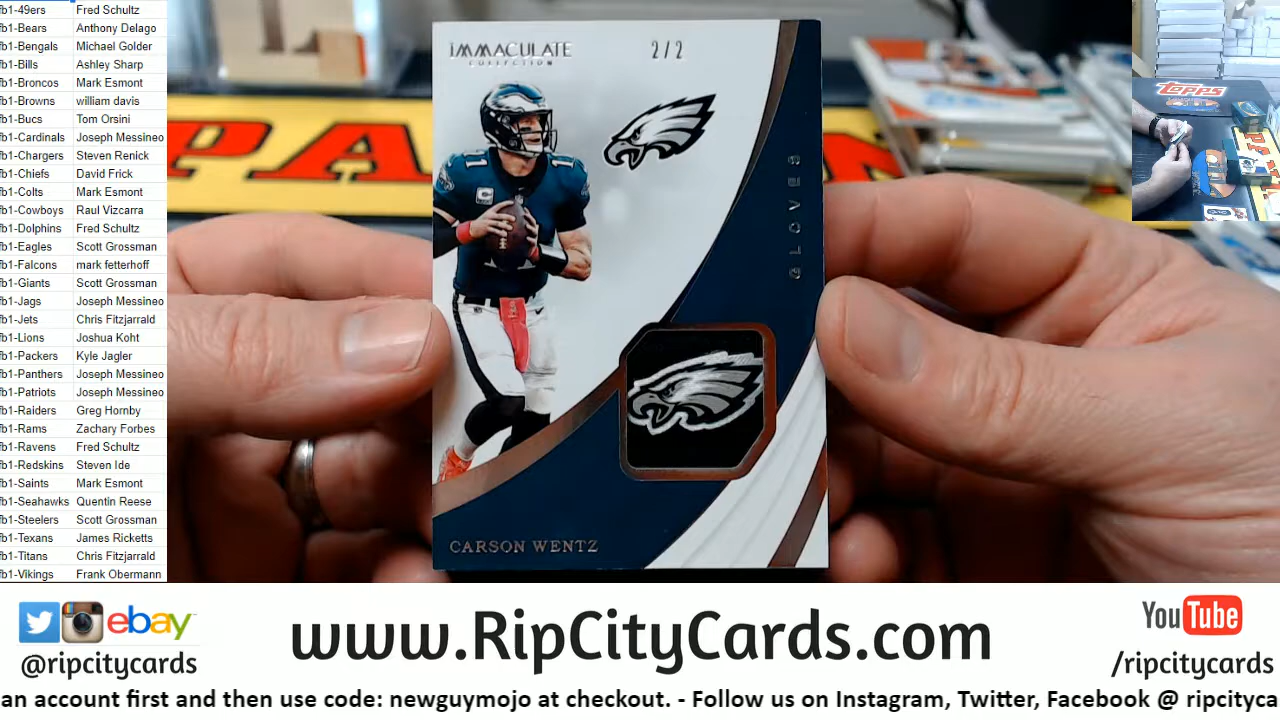 fb1-49ers Fred Schultz
fb1-Bears Anthony Delago
fb1-Bengals Michael Golder
fb1-Bills Ashley Sharp
fb1-Broncos Mark Esmont
fb1-Browns william davis
fb1-Bucs Tom Orsini
fb1-Cardinals Joseph Messineo
fb1-Chargers Steven Renick
fb1-Chiefs David Frick
fb1-Colts Mark Esmont
fb1-Cowboys Raul Vizcarra
fb1-Dolphins Fred Schultz
fb1-Eagles Scott Grossman
fb1-Falcons mark fetterhoff
fb1-Giants Scott Grossman
fb1-Jags Joseph Messineo
fb1-Jets Chris Fitzjarrald
fb1-Lions Joshua Koht
fb1-Packers Kyle Jagler
fb1-Panthers Joseph Messineo
fb1-Patriots Joseph Messineo
fb1-Raiders Greg Hornby
fb1-Rams Zachary Forbes
fb1-Ravens Fred Schultz
fb1-Redskins Steven Ide
fb1-Saints Mark Esmont
fb1-Seahawks Quentin Reese
fb1-Steelers Scott Grossman
fb1-Texans James Ricketts
fb1-Titans Chris Fitzjarrald
fb1-Vikings Frank Obermann
IMMACULATE
COLLECTION
2/2
11
GLOVES
CARSON WENTZ
PA
N
Topps
ebay
@ripcitycards
www.RipCityCards.com
YouTube
/ripcitycards
an account first and then use code: newguymojo at checkout. - Follow us on Instagram, Twitter, Facebook @ ripcityca